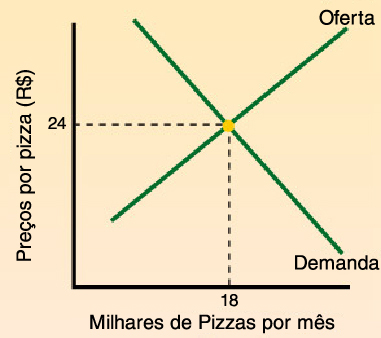 Oferta
Preços por pizza (R$)
24
Demanda
18
Milhares de Pizzas por mês